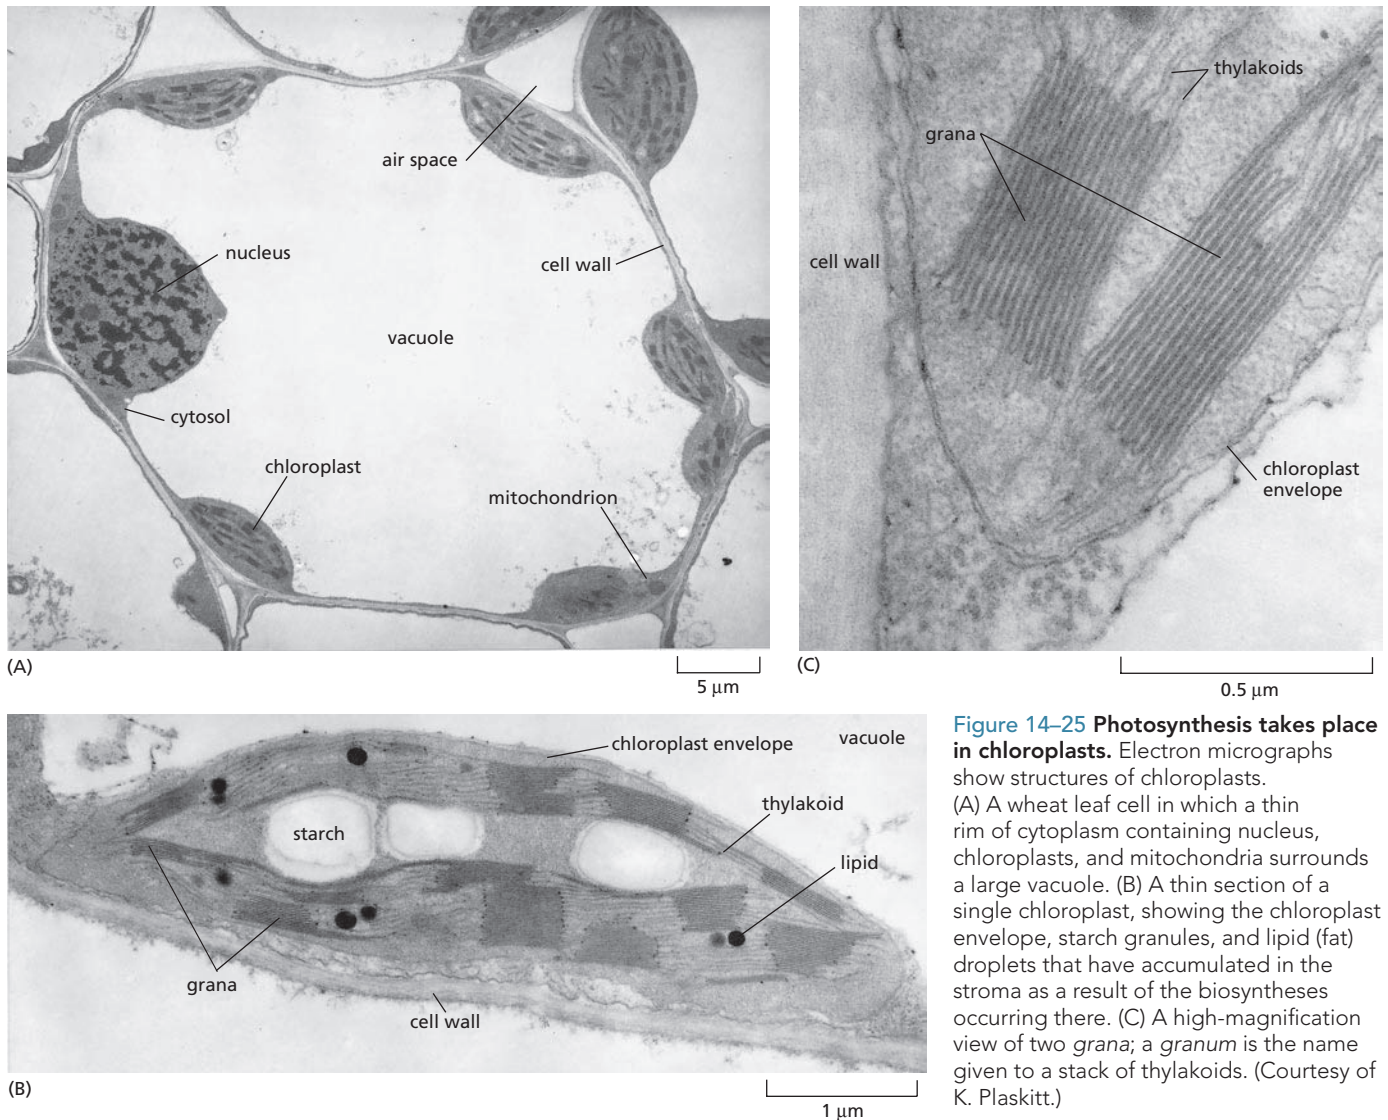 air space
nucleus
cell wall
vacuole
cytosol
chloroplast
mitochondrion
(A)
5 μm
thylakoids
grana
cell wall
chloroplast
envelope
(C)
0.5 μm
chloroplast envelope
vacuole
thylakoid
starch
lipid
grana
cell wall
(B)
1 μm
Figure 14–25 Photosynthesis takes place
in chloroplasts. Electron micrographs
show structures of chloroplasts.
(A) A wheat leaf cell in which a thin
rim of cytoplasm containing nucleus,
chloroplasts, and mitochondria surrounds
a large vacuole. (B) A thin section of a
single chloroplast, showing the chloroplast
envelope, starch granules, and lipid (fat)
droplets that have accumulated in the
stroma as a result of the biosyntheses
occurring there. (C) A high-magnification
view of two grana; a granum is the name
given to a stack of thylakoids. (Courtesy of
K. Plaskitt.)